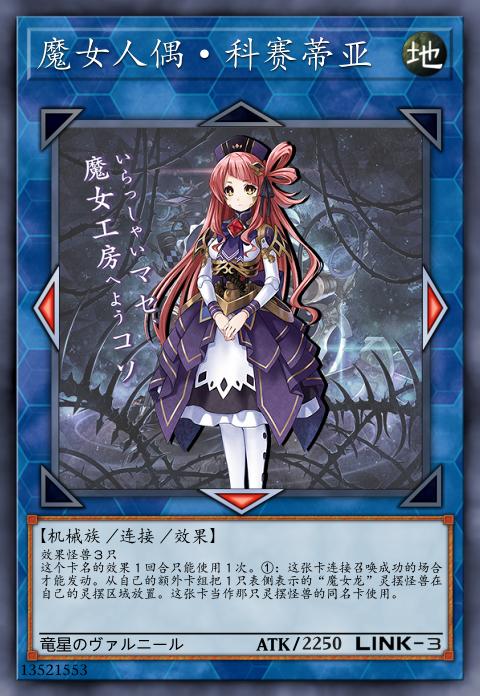 魔女人偶·科赛蒂亚 地
いらっしゃいマセ
魔女工房へようコソ
【机械族／连接／效果】
效果怪兽3只
这个卡名的效果1回合只能使用1次。①：这张卡连接召唤成功的场合
才能发动。从自己的额外卡组把1只表侧表示的“魔女龙”灵摆怪兽在
自己的灵摆区域放置。这张卡当作那只灵摆怪兽的同名卡使用。
竜星のヴァルニール ATK/2250 LINK-3
13521553